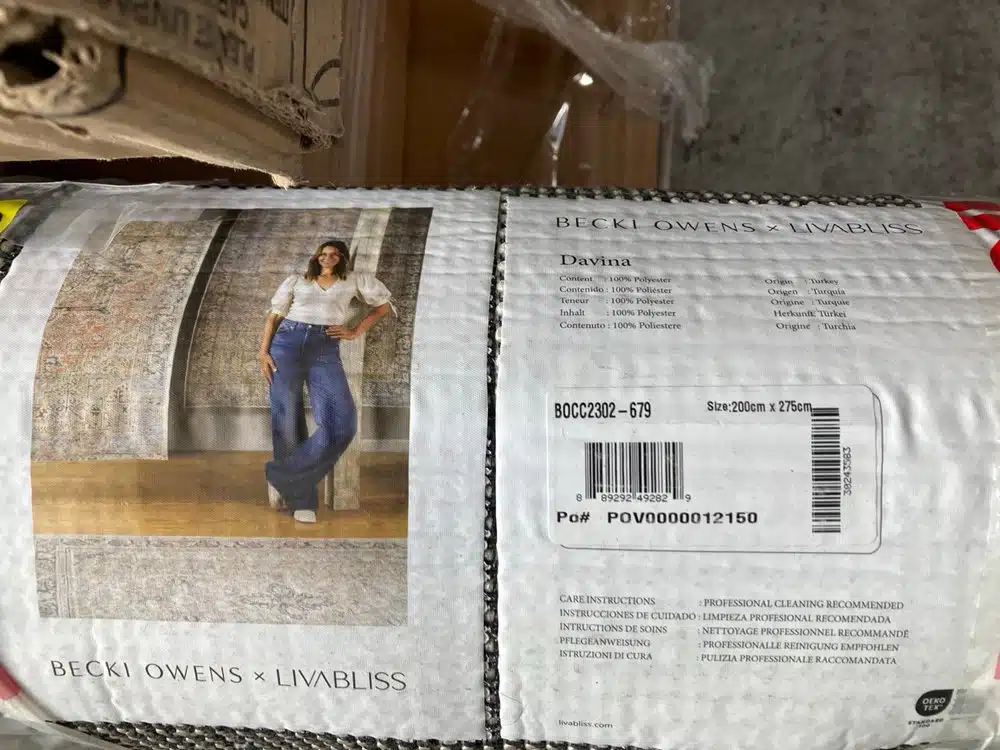 BECKI OWENS × LIVABLISS
BECKI OWENS × LIVABLISS
Davina
Content : 100% Polyester
Contenido : 100% Poliéster
Teneur : 100% Polyester
Inhalt : 100% Polyester
Contenuto : 100% Poliestere
Origin : Turkey
Origen : Turquia
Origine : Turquie
Herkunft: Türkei
Origine : Turchia
BOCC2302-679
Size:200cm x 275cm
8 89292 49282 9
30243583
Po# POV0000012150
CARE INSTRUCTIONS : PROFESSIONAL CLEANING RECOMMENDED
INSTRUCCIONES DE CUIDADO : LIMPIEZA PROFESIONAL RECOMENDADA
INTRUCTIONS DE SOINS : NETTOYAGE PROFESSIONNEL RECOMMANDÉ
PFLEGEANWEISUNG : PROFESSIONALLE REINIGUNG EMPFOHLEN
ISTRUZIONI DI CURA : PULIZIA PROFESSIONALE RACCOMANDATA
livabliss.com
OEKO
TEX
STANDARD
100